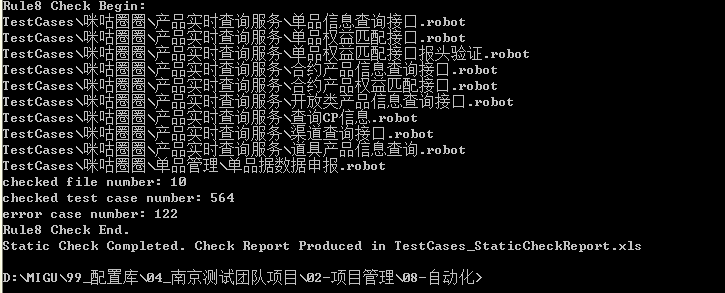 Rule8 Check Begin:
TestCases\咪咕圈圈\产品实时查询服务\单品信息查询接口.robot
TestCases\咪咕圈圈\产品实时查询服务\单品权益匹配接口.robot
TestCases\咪咕圈圈\产品实时查询服务\单品权益匹配接口报头验证.robot
TestCases\咪咕圈圈\产品实时查询服务\合约产品信息查询接口.robot
TestCases\咪咕圈圈\产品实时查询服务\合约产品权益匹配接口.robot
TestCases\咪咕圈圈\产品实时查询服务\开放类产品信息查询接口.robot
TestCases\咪咕圈圈\产品实时查询服务\查询CP信息.robot
TestCases\咪咕圈圈\产品实时查询服务\渠道查询接口.robot
TestCases\咪咕圈圈\产品实时查询服务\道具产品信息查询.robot
TestCases\咪咕圈圈\单品管理\单品据数据申报.robot
checked file number: 10
checked test case number: 564
error case number: 122
Rule8 Check End.
Static Check Completed. Check Report Produced in TestCases_StaticCheckReport.xls
D:\MIGU\99_配置库\04_南京测试团队项目\02-项目管理\08-自动化>